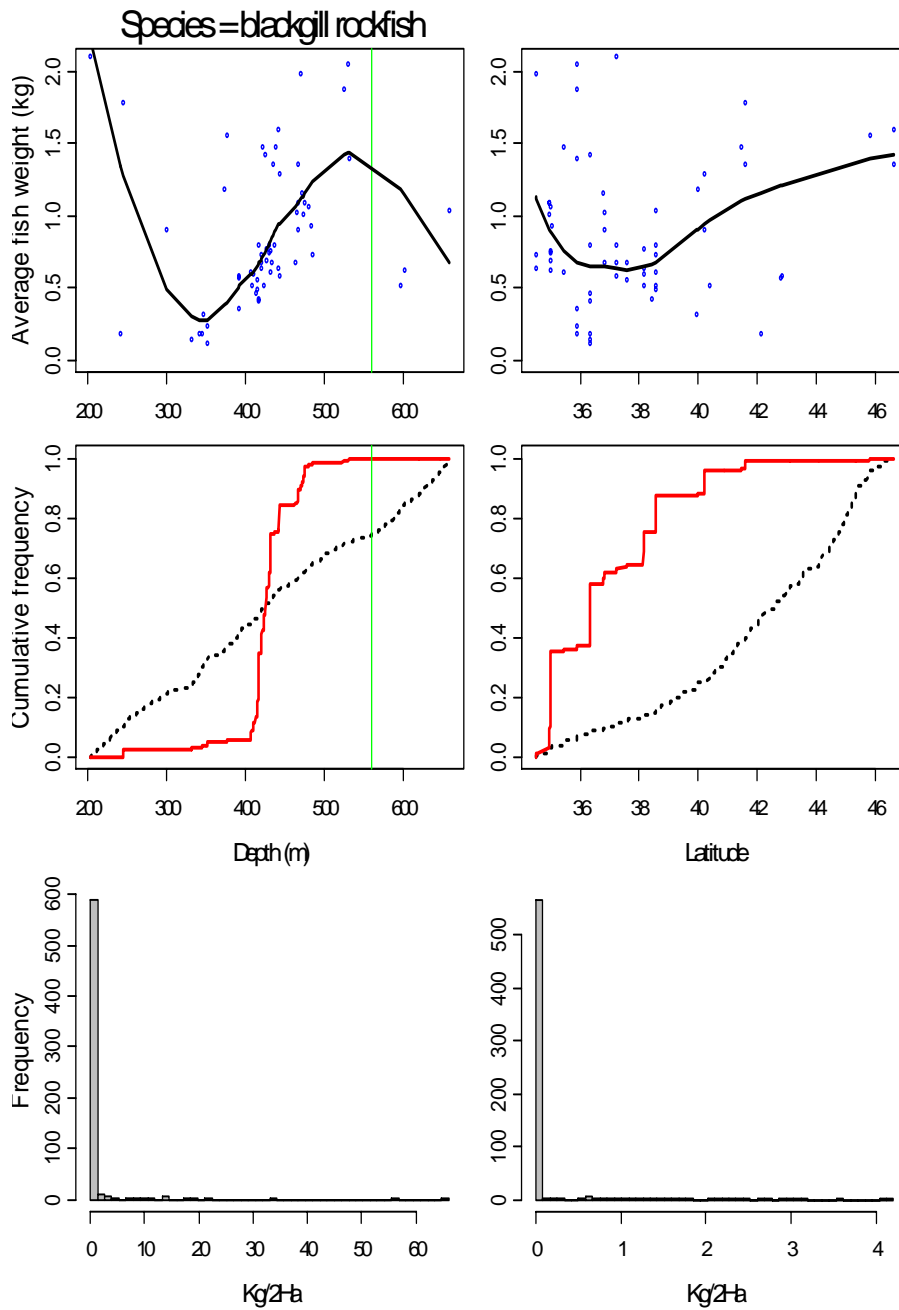 Species = blackgill rockfish
Average fish weight (kg)
0.0 0.5 1.0 1.5 2.0
200 300 400 500 600
0.0 0.5 1.0 1.5 2.0
36 38 40 42 44 46
Cumulative frequency
0.0 0.2 0.4 0.6 0.8 1.0
200 300 400 500 600
Depth (m)
0.0 0.2 0.4 0.6 0.8 1.0
36 38 40 42 44 46
Latitude
Frequency
0 100 200 300 400 500 600
0 10 20 30 40 50 60
Kg/2Ha
0 100 200 300 400 500
0 1 2 3 4
Kg/2Ha